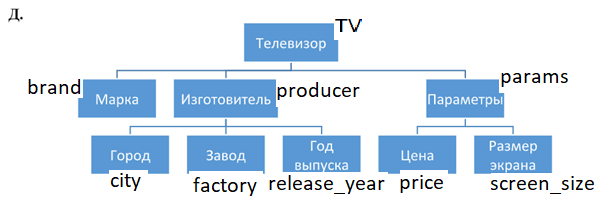 Д.
Телевизор TV
brand Марка Изготовитель producer Параметры params
Город Завод Год выпуска Цена Размер экрана
city factory release_year price screen_size